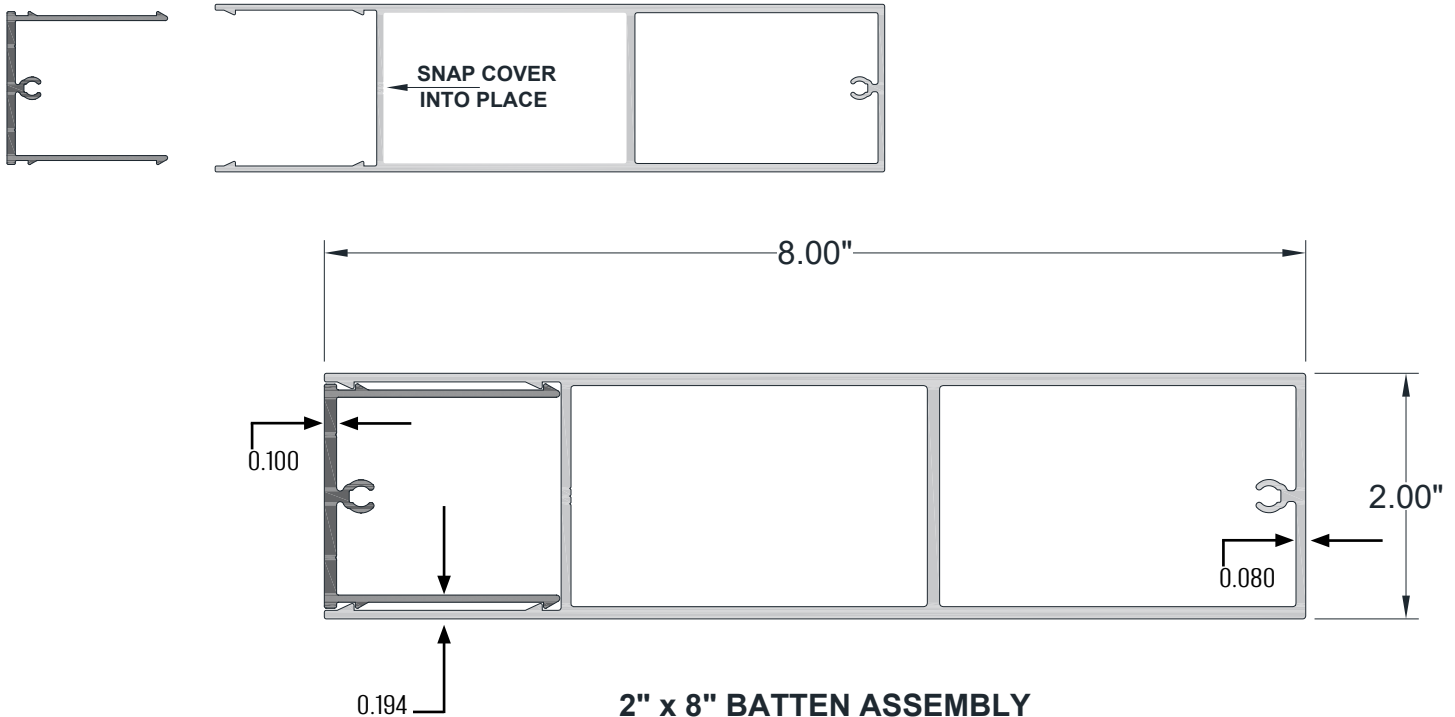 SNAP COVER
INTO PLACE
8.00"
0.100
2.00"
0.080
0.194
2" x 8" BATTEN ASSEMBLY